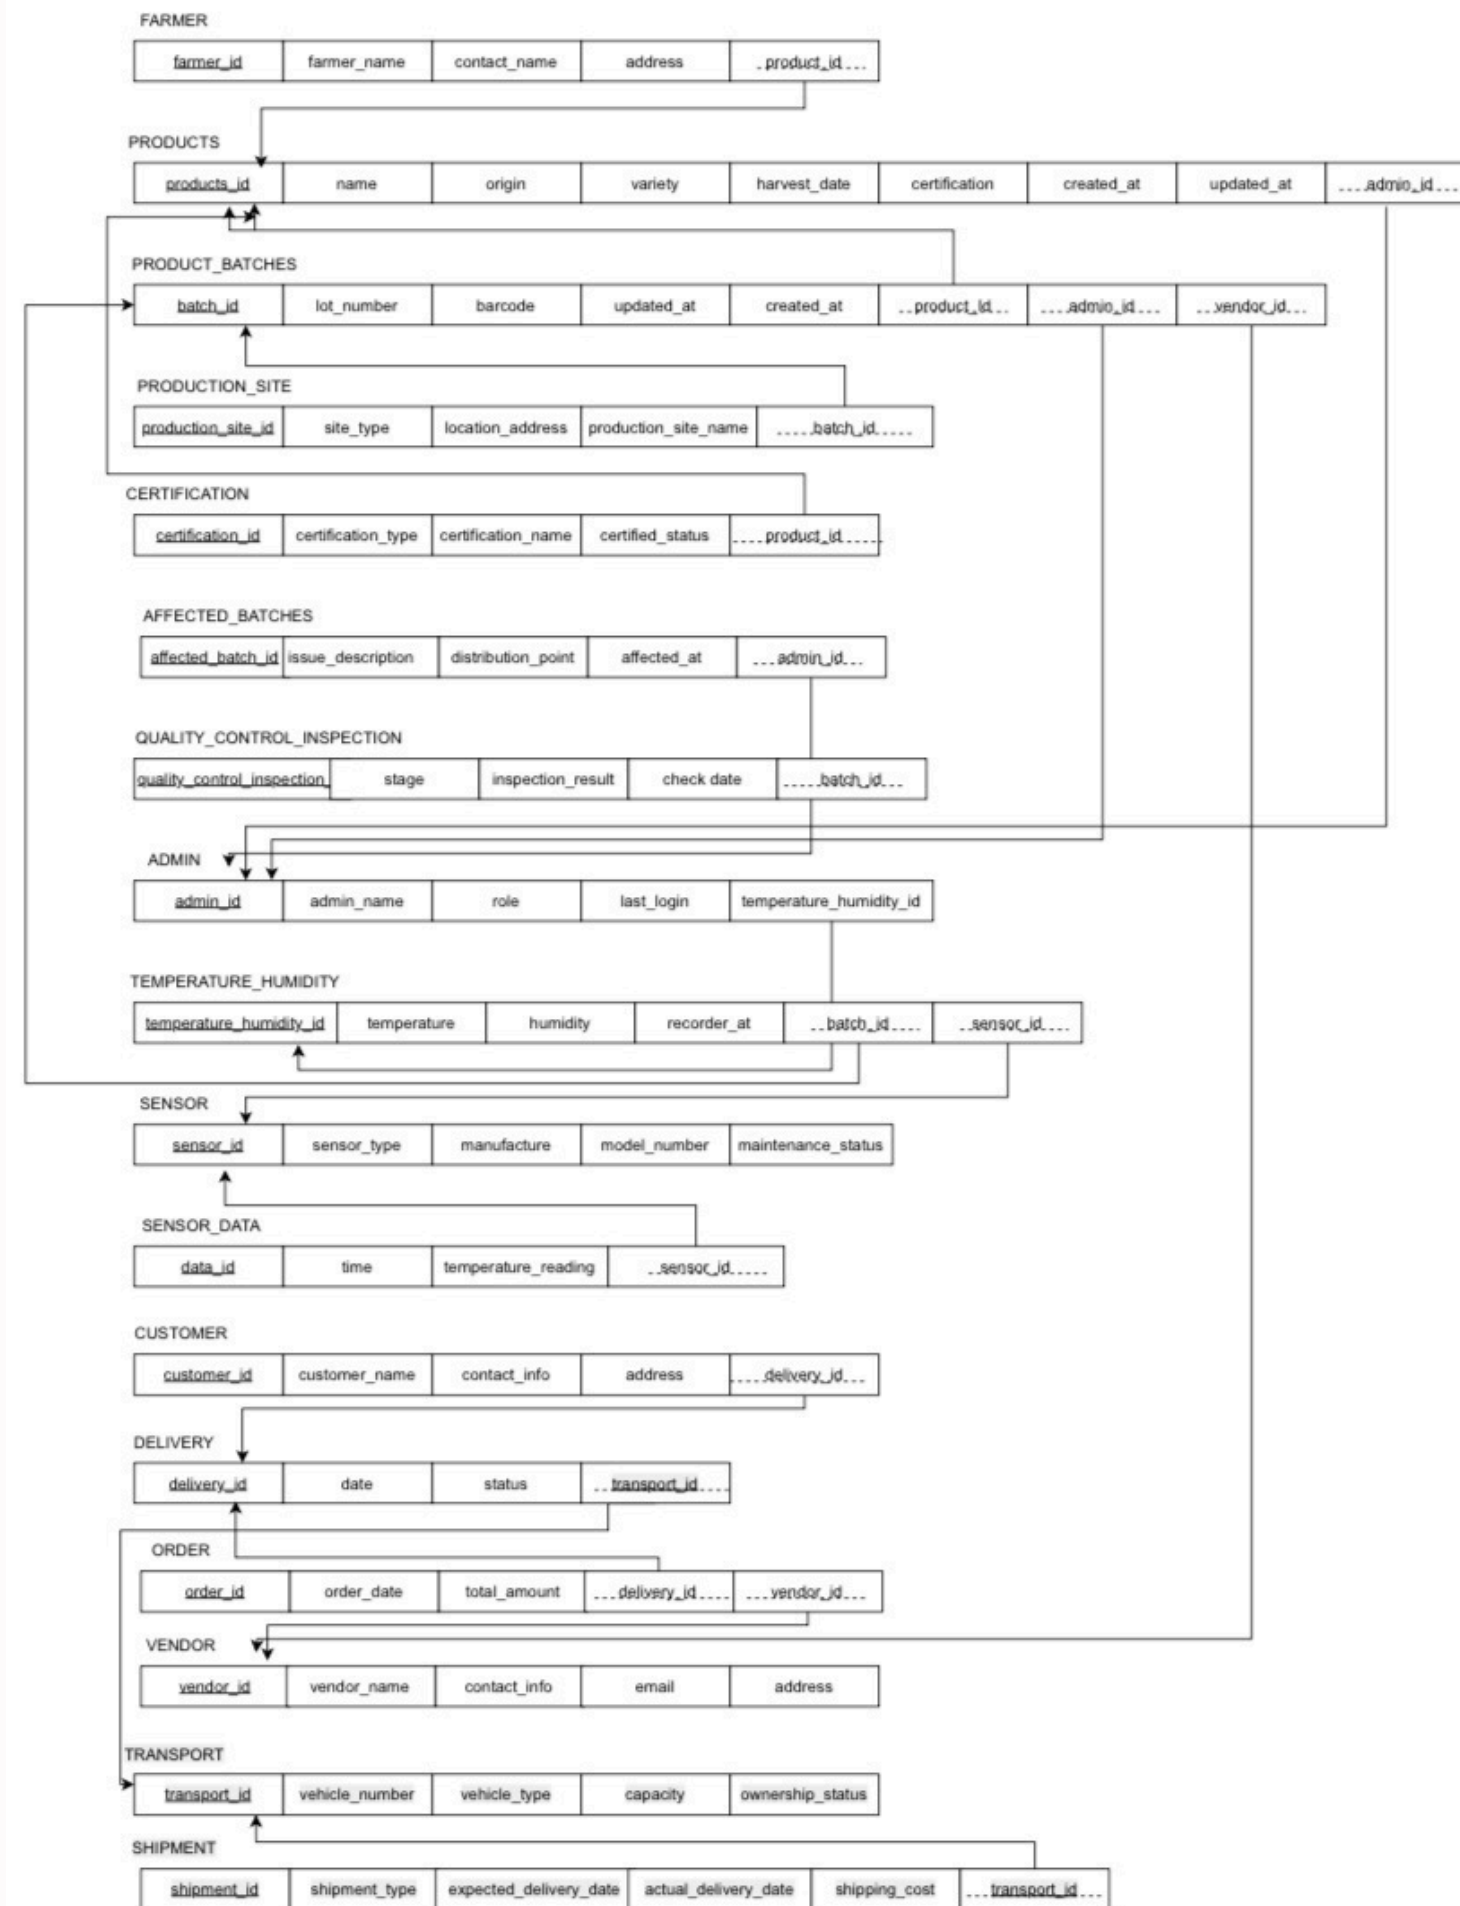 FARMER
farmer_id farmer_name contact_name address product_id
PRODUCTS
products_id name origin variety harvest_date certification created_at updated_at admin_id
PRODUCT_BATCHES
batch_id lot_number barcode updated_at created_at product_Id admin_id vendor_id
PRODUCTION_SITE
production_site_id site_type location_address production_site_name batch_id
CERTIFICATION
certification_id certification_type certification_name certified_status product_id
AFFECTED_BATCHES
affected_batch_id issue_description distribution_point affected_at admin_id
QUALITY_CONTROL_INSPECTION
quality_control_inspection_ stage inspection_result check date batch_id
ADMIN
admin_id admin_name role last_login temperature_humidity_id
TEMPERATURE_HUMIDITY
temperature_humidity_id temperature humidity recorder_at batch_id sensor_id
SENSOR
sensor_id sensor_type manufacture model_number maintenance_status
SENSOR_DATA
data_id time temperature_reading sensor_id
CUSTOMER
customer_id customer_name contact_info address delivery_id
DELIVERY
delivery_id date status transport_id
ORDER
order_id order_date total_amount delivery_id vendor_id
VENDOR
vendor_id vendor_name contact_info email address
TRANSPORT
transport_id vehicle_number vehicle_type capacity ownership_status
SHIPMENT
shipment_id shipment_type expected_delivery_date actual_delivery_date shipping_cost transport_id